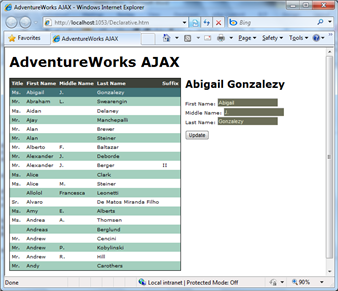 AdventureWorks AJAX - Windows Internet Explorer
http://localhost:1053/Declarative.htm
Bing
Favorites AdventureWorks AJAX Page Safety Tools
AdventureWorks AJAX
Title First Name Middle Name Last Name Suffix
Ms. Abigail J. Gonzalezy
Mr. Abraham L. Swearengin
Ms. Aidan Delaney
Mr. Ajay Manchepalli
Mr. Alan Brewer
Mr. Alan Steiner
Mr. Alberto F. Baltazar
Mr. Alexander J. Deborde
Mr. Alexander J. Berger II
Ms. Alice Clark
Ms. Alice M. Steiner
Allolol Francesca Leonetti
Sr. Alvaro De Matos Miranda Filho
Ms. Amy E. Alberts
Ms. Andrea A. Thomsen
Andreas Berglund
Mr. Andrew Cencini
Mr. Andrew P. Kobylinski
Mr. Andrew R. Hill
Mr. Andy Carothers
Abigail Gonzalezy
First Name: Abigail
Middle Name: J.
Last Name: Gonzalezy
Update
Done Local intranet | Protected Mode: Off 90%